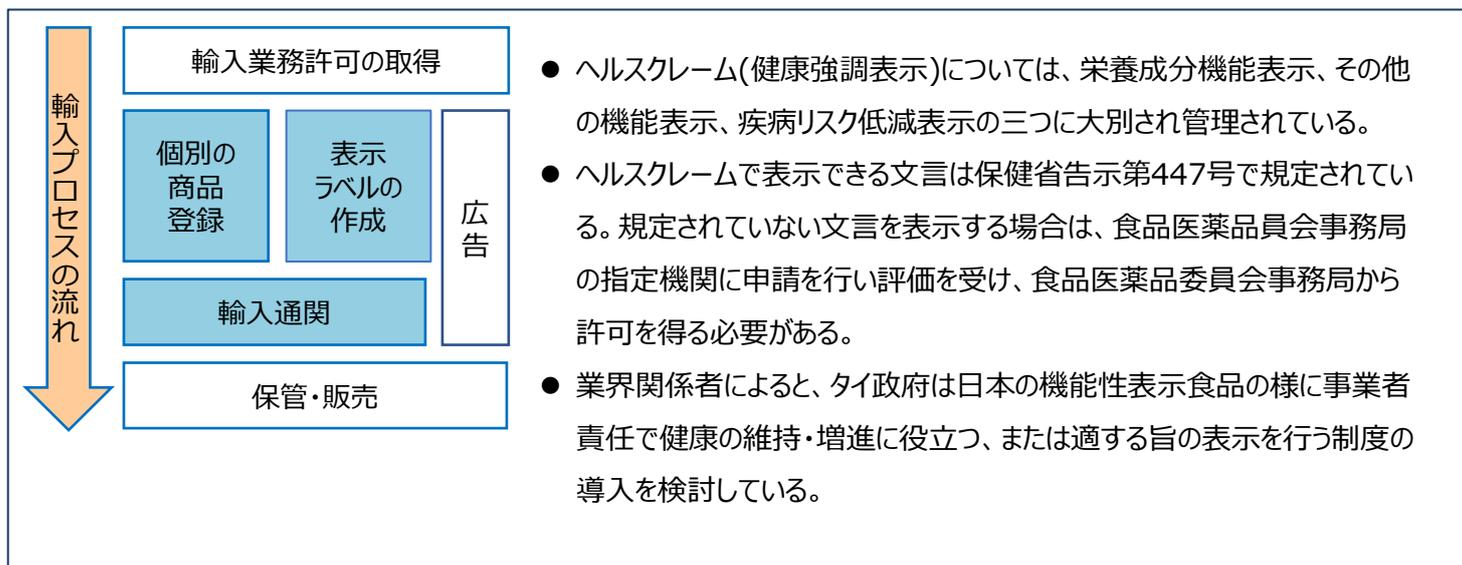 輸入プロセスの流れ
輸入業務許可の取得
個別の
商品
登録
表示
ラベルの
作成
広告
輸入通関
保管・販売
● ヘルスクレーム(健康強調表示)については、栄養成分機能表示、その他
の機能表示、疾病リスク低減表示の三つに大別され管理されている。
● ヘルスクレームで表示できる文言は保健省告示第447号で規定されてい
る。規定されていない文言を表示する場合は、食品医薬品員会事務局
の指定機関に申請を行い評価を受け、食品医薬品委員会事務局から
許可を得る必要がある。
● 業界関係者によると、タイ政府は日本の機能性表示食品の様に事業者
責任で健康の維持・増進に役立つ、または適する旨の表示を行う制度の
導入を検討している。